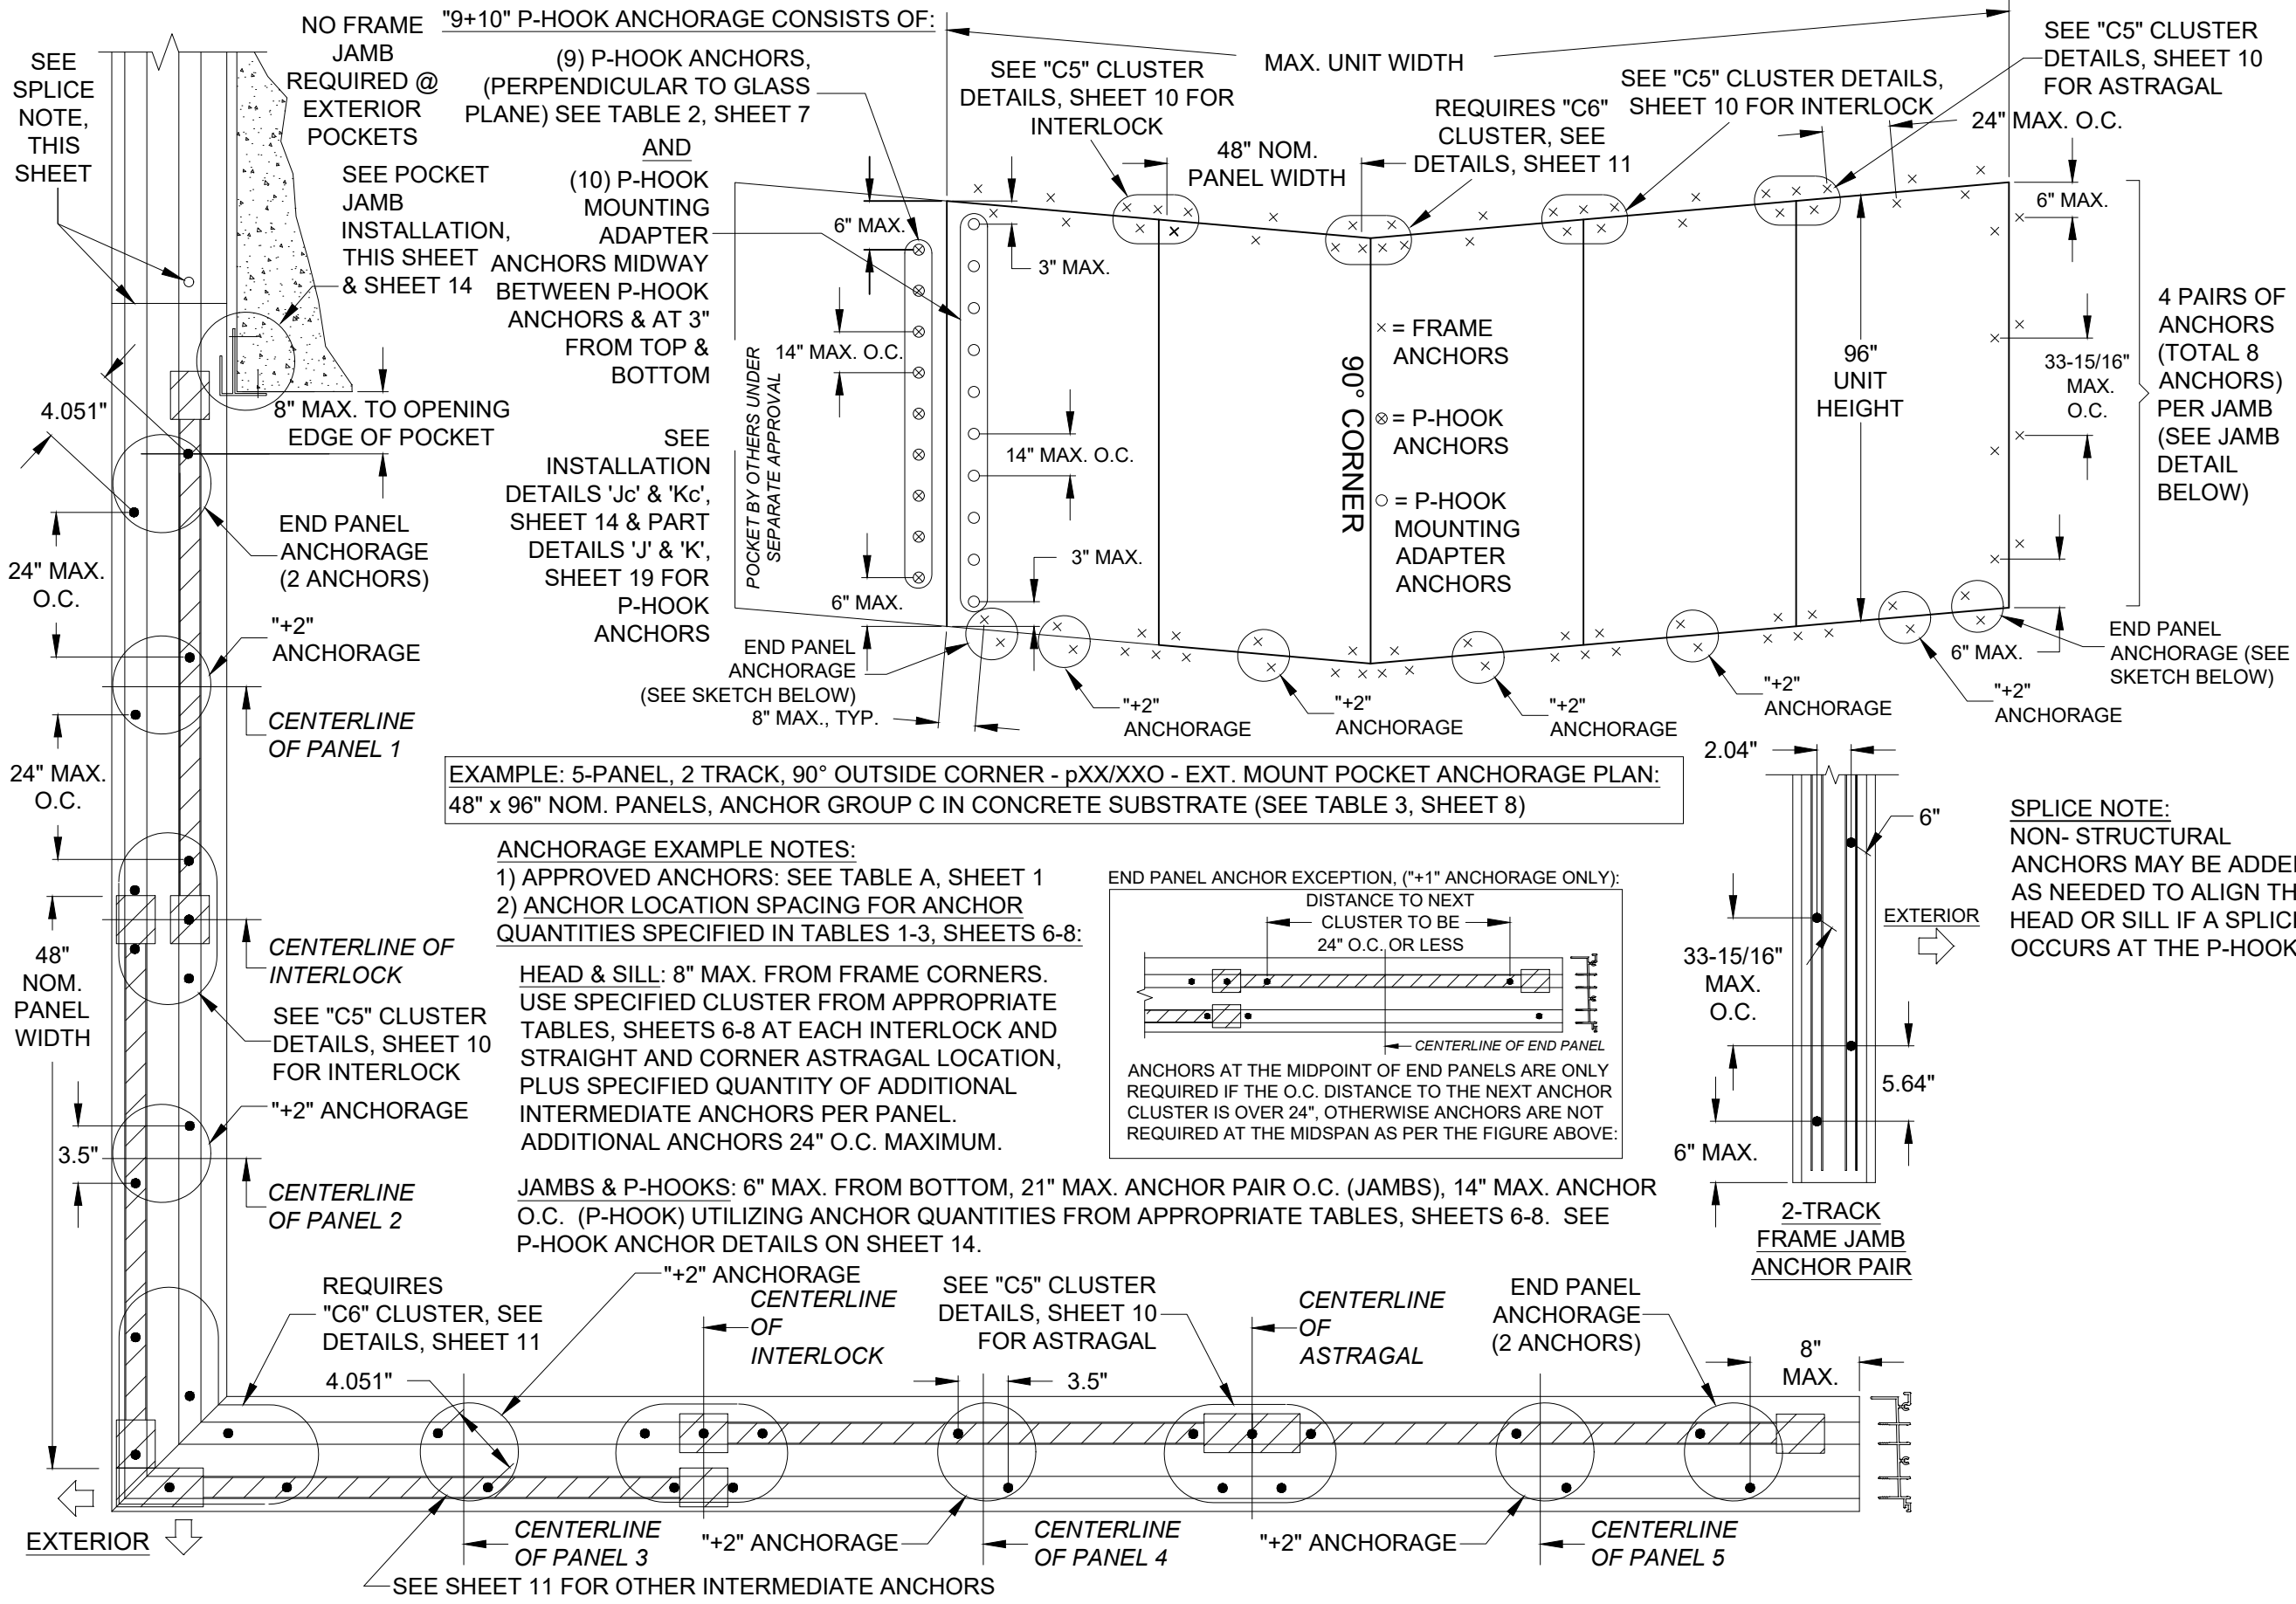 "9+10" P-HOOK ANCHORAGE CONSISTS OF:
(9) P-HOOK ANCHORS,
(PERPENDICULAR TO GLASS
PLANE) SEE TABLE 2, SHEET 7
AND
(10) P-HOOK
MOUNTING
ADAPTER
ANCHORS MIDWAY
BETWEEN P-HOOK
ANCHORS & AT 3"
FROM TOP &
BOTTOM
SEE
INSTALLATION
DETAILS 'Jc' & 'Kc',
SHEET 14 & PART
DETAILS 'J' & 'K',
SHEET 19 FOR
P-HOOK
ANCHORS
SEE
SPLICE
NOTE,
THIS
SHEET
NO FRAME
JAMB
REQUIRED @
EXTERIOR
POCKETS
SEE POCKET
JAMB
INSTALLATION,
THIS SHEET
& SHEET 14
8" MAX. TO OPENING
EDGE OF POCKET
4.051"
END PANEL
ANCHORAGE
(2 ANCHORS)
24" MAX.
O.C.
"+2"
ANCHORAGE
CENTERLINE
OF PANEL 1
24" MAX.
O.C.
CENTERLINE OF
INTERLOCK
48"
NOM.
PANEL
WIDTH
SEE "C5" CLUSTER
DETAILS, SHEET 10
FOR INTERLOCK
"+2" ANCHORAGE
3.5"
CENTERLINE
OF PANEL 2
MAX. UNIT WIDTH
SEE "C5" CLUSTER
DETAILS, SHEET 10 FOR
INTERLOCK
48" NOM.
PANEL WIDTH
REQUIRES "C6"
CLUSTER, SEE
DETAILS, SHEET 11
SEE "C5" CLUSTER DETAILS,
SHEET 10 FOR INTERLOCK
SEE "C5" CLUSTER
DETAILS, SHEET 10
FOR ASTRAGAL
24" MAX. O.C.
6" MAX.
6" MAX.
3" MAX.
14" MAX. O.C.
14" MAX. O.C.
3" MAX.
6" MAX.
POCKET BY OTHERS UNDER
SEPARATE APPROVAL
90° CORNER
× = FRAME
ANCHORS
⊗ = P-HOOK
ANCHORS
○ = P-HOOK
MOUNTING
ADAPTER
ANCHORS
96"
UNIT
HEIGHT
33-15/16"
MAX.
O.C.
4 PAIRS OF
ANCHORS
(TOTAL 8
ANCHORS)
PER JAMB
(SEE JAMB
DETAIL
BELOW)
6" MAX.
END PANEL
ANCHORAGE (SEE
SKETCH BELOW)
END PANEL
ANCHORAGE
(SEE SKETCH BELOW)
8" MAX., TYP.
"+2"
ANCHORAGE
"+2"
ANCHORAGE
"+2"
ANCHORAGE
"+2"
ANCHORAGE
"+2"
ANCHORAGE
EXAMPLE: 5-PANEL, 2 TRACK, 90° OUTSIDE CORNER - pXX/XXO - EXT. MOUNT POCKET ANCHORAGE PLAN:
48" x 96" NOM. PANELS, ANCHOR GROUP C IN CONCRETE SUBSTRATE (SEE TABLE 3, SHEET 8)
ANCHORAGE EXAMPLE NOTES:
1) APPROVED ANCHORS: SEE TABLE A, SHEET 1
2) ANCHOR LOCATION SPACING FOR ANCHOR
QUANTITIES SPECIFIED IN TABLES 1-3, SHEETS 6-8:
HEAD & SILL: 8" MAX. FROM FRAME CORNERS.
USE SPECIFIED CLUSTER FROM APPROPRIATE
TABLES, SHEETS 6-8 AT EACH INTERLOCK AND
STRAIGHT AND CORNER ASTRAGAL LOCATION,
PLUS SPECIFIED QUANTITY OF ADDITIONAL
INTERMEDIATE ANCHORS PER PANEL.
ADDITIONAL ANCHORS 24" O.C. MAXIMUM.
JAMBS & P-HOOKS: 6" MAX. FROM BOTTOM, 21" MAX. ANCHOR PAIR O.C. (JAMBS), 14" MAX. ANCHOR
O.C. (P-HOOK) UTILIZING ANCHOR QUANTITIES FROM APPROPRIATE TABLES, SHEETS 6-8. SEE
P-HOOK ANCHOR DETAILS ON SHEET 14.
END PANEL ANCHOR EXCEPTION, ("+1" ANCHORAGE ONLY):
DISTANCE TO NEXT
CLUSTER TO BE
24" O.C. OR LESS
CENTERLINE OF END PANEL
ANCHORS AT THE MIDPOINT OF END PANELS ARE ONLY
REQUIRED IF THE O.C. DISTANCE TO THE NEXT ANCHOR
CLUSTER IS OVER 24", OTHERWISE ANCHORS ARE NOT
REQUIRED AT THE MIDSPAN AS PER THE FIGURE ABOVE:
2.04"
6"
EXTERIOR
33-15/16"
MAX.
O.C.
5.64"
6" MAX.
2-TRACK
FRAME JAMB
ANCHOR PAIR
SPLICE NOTE:
NON- STRUCTURAL
ANCHORS MAY BE ADDED
AS NEEDED TO ALIGN TH
HEAD OR SILL IF A SPLICE
OCCURS AT THE P-HOOK
REQUIRES
"C6" CLUSTER, SEE
DETAILS, SHEET 11
4.051"
"+2" ANCHORAGE
CENTERLINE
OF
INTERLOCK
SEE "C5" CLUSTER
DETAILS, SHEET 10
FOR ASTRAGAL
3.5"
CENTERLINE
OF
ASTRAGAL
END PANEL
ANCHORAGE
(2 ANCHORS)
8"
MAX.
EXTERIOR
CENTERLINE
OF PANEL 3
"+2" ANCHORAGE
CENTERLINE
OF PANEL 4
"+2" ANCHORAGE
CENTERLINE
OF PANEL 5
SEE SHEET 11 FOR OTHER INTERMEDIATE ANCHORS